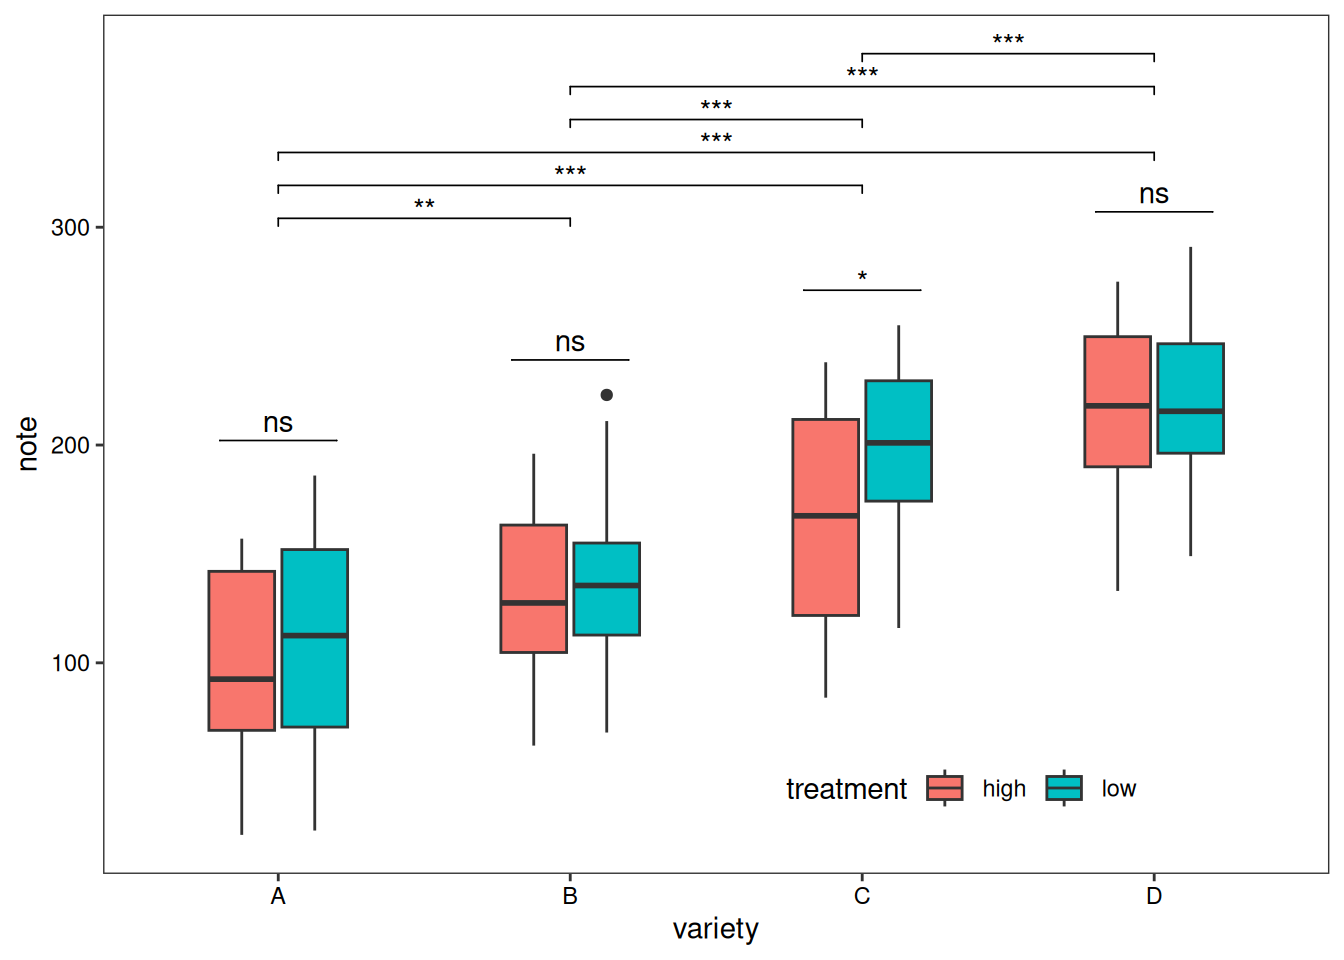 ***
***
***
***
***
**
ns
300
*
ns
ns
200
note
100
treatment high low
A B C D
variety